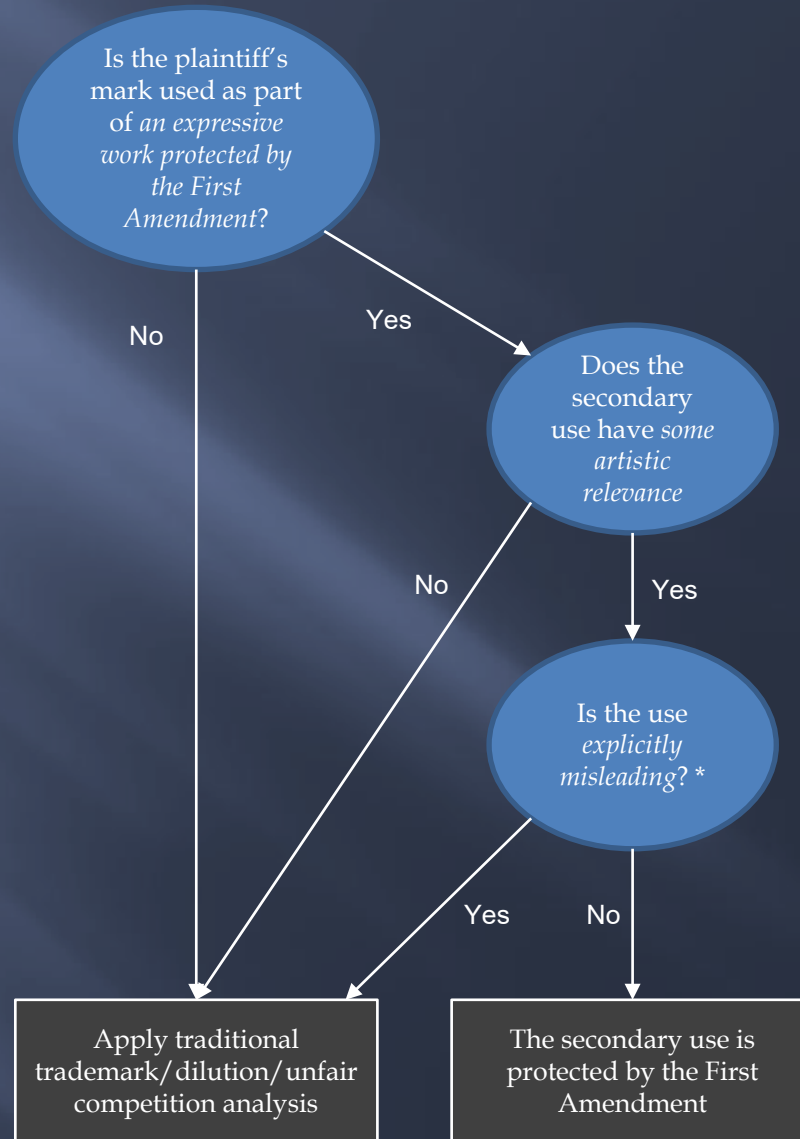 Is the plaintiff’s
mark used as part
of an expressive
work protected by
the First
Amendment?
No
Yes
Does the
secondary
use have some
artistic
relevance
No
Yes
Is the use
explicitly
misleading? *
Yes
No
Apply traditional
trademark/dilution/unfair
competition analysis
The secondary use is
protected by the First
Amendment